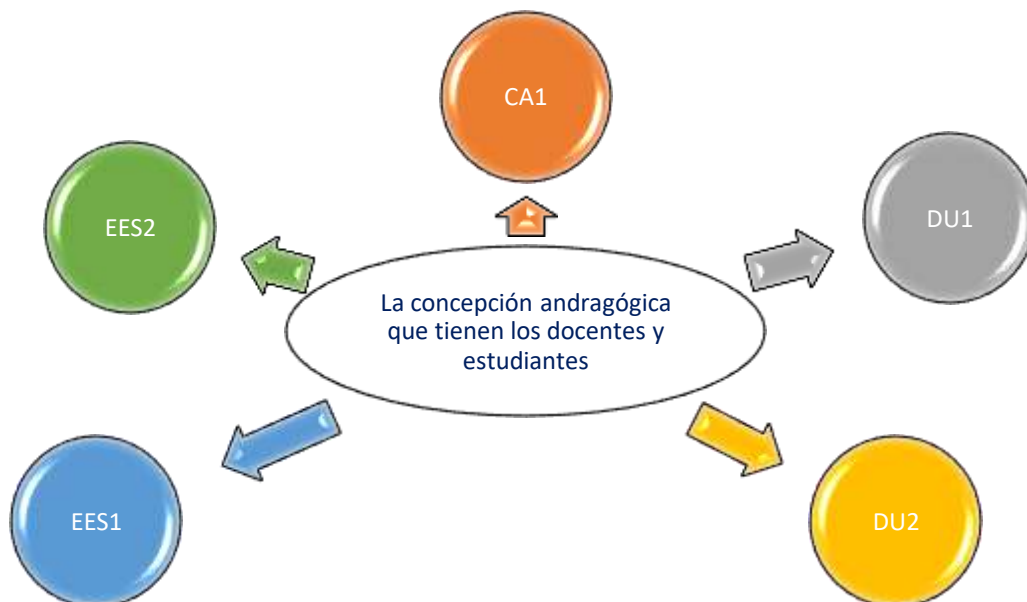 CA1
EES2
DU1
La concepción andragógica
que tienen los docentes y
estudiantes
EES1
DU2